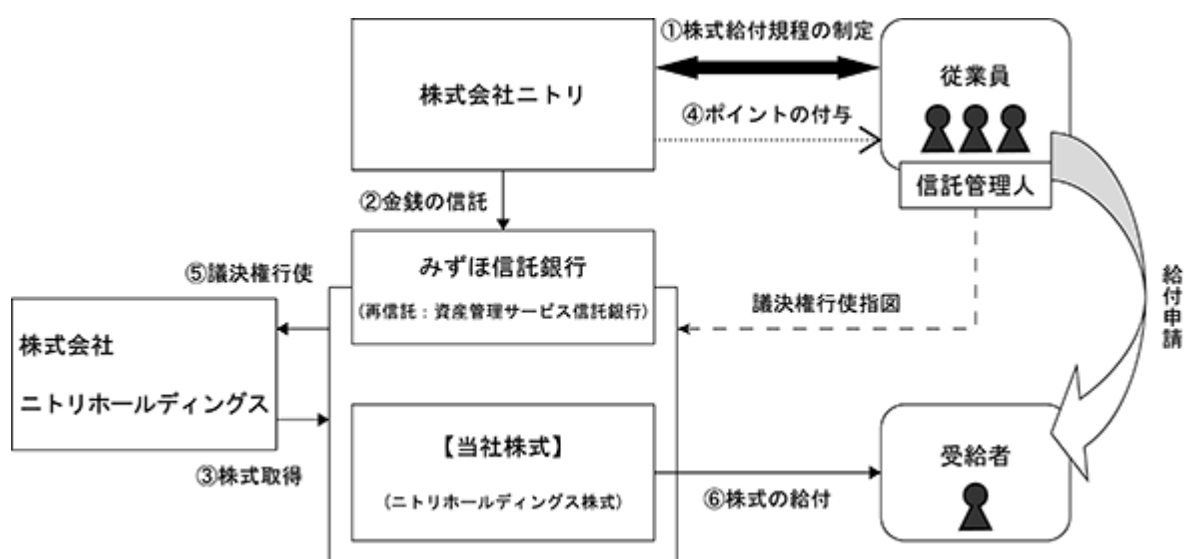 ①株式給付規程の制定
株式会社ニトリ
従業員
④ポイントの付与
信託管理人
②金銭の信託
みずほ信託銀行
(再信託：資産管理サービス信託銀行)
⑤議決権行使
議決権行使指図
給付申請
株式会社
ニトリホールディングス
③株式取得
【当社株式】
(ニトリホールディングス株式)
⑥株式の給付
受給者